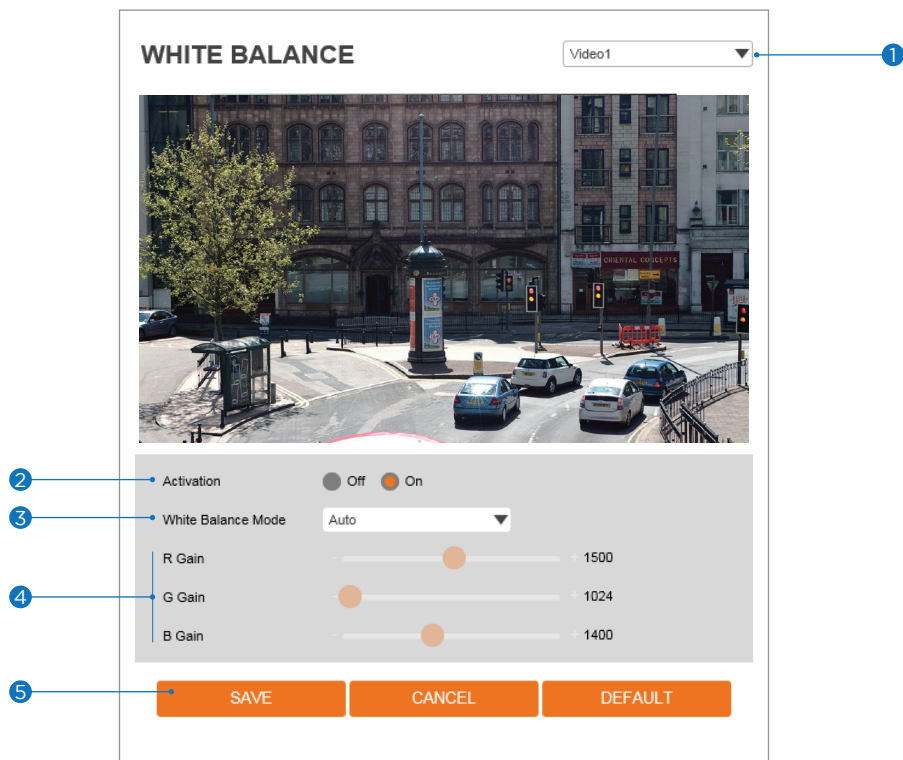 WHITE BALANCE
Video1
1
ORIENTAL CONCEPTS
2
Activation
Off
On
3
White Balance Mode
Auto
4
R Gain
- + 1500
G Gain
- + 1024
B Gain
- + 1400
5
SAVE
CANCEL
DEFAULT